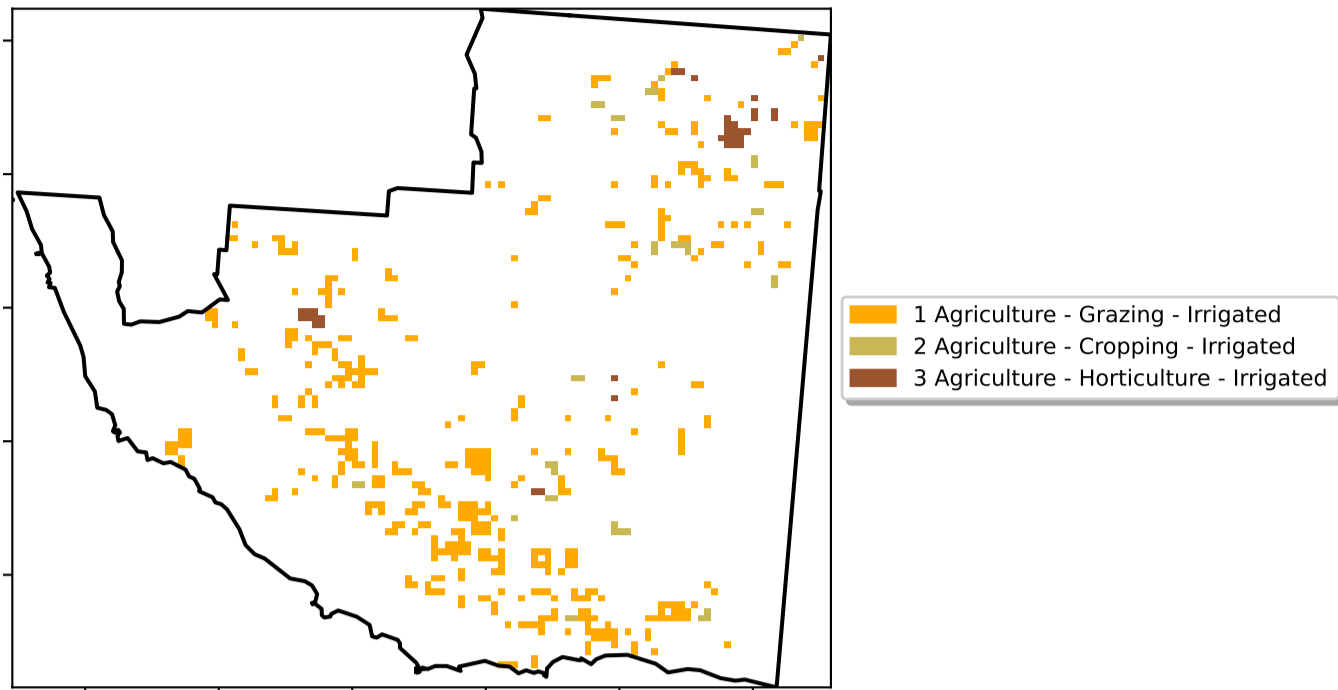 1 Agriculture - Grazing - Irrigated
2 Agriculture - Cropping - Irrigated
3 Agriculture - Horticulture - Irrigated